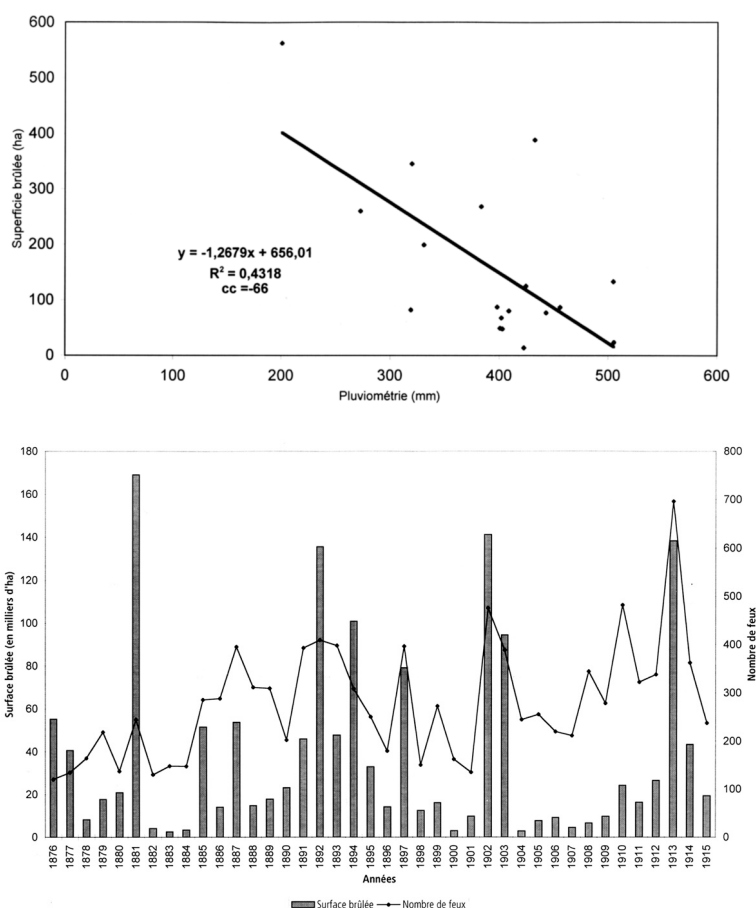 600
500
400
300
200
100
0
Superficie brûlée (ha)
y = -1,2679x + 656,01
R² = 0,4318
cc =-66
0 100 200 300 400 500 600
Pluviométrie (mm)
180
160
140
120
100
80
60
40
20
0
Surface brûlée (en milliers d'ha)
800
700
600
500
400
300
200
100
0
Nombre de feux
1876 1877 1878 1879 1880 1881 1882 1883 1884 1885 1886 1887 1888 1889 1890 1891 1892 1893 1894 1895 1896 1897 1898 1899 1900 1901 1902 1903 1904 1905 1906 1907 1908 1909 1910 1911 1912 1913 1914 1915
Années
Surface brûlée Nombre de feux